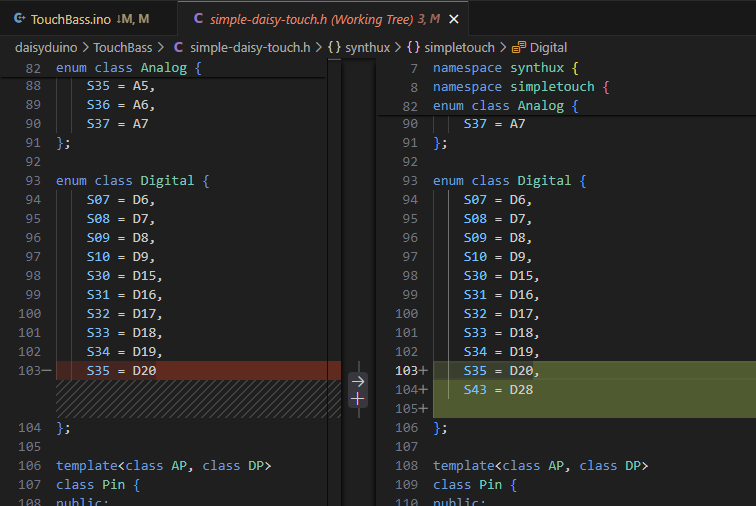 TouchBass.ino ↓M, M
simple-daisy-touch.h (Working Tree) 3, M
daisyduino > TouchBass > C simple-daisy-touch.h > {} synthux > {} simpletouch > Digital
82 enum class Analog {
88 S35 = A5,
89 S36 = A6,
90 S37 = A7
91 };
92
93 enum class Digital {
94 S07 = D6,
95 S08 = D7,
96 S09 = D8,
97 S10 = D9,
98 S30 = D15,
99 S31 = D16,
100 S32 = D17,
101 S33 = D18,
102 S34 = D19,
103— S35 = D20
104 };
105
106 template<class AP, class DP>
107 class Pin {
108 public:
7 namespace synthux {
8 namespace simpletouch {
82 enum class Analog {
90 S37 = A7
91 };
92
93 enum class Digital {
94 S07 = D6,
95 S08 = D7,
96 S09 = D8,
97 S10 = D9,
98 S30 = D15,
99 S31 = D16,
100 S32 = D17,
101 S33 = D18,
102 S34 = D19,
103+ S35 = D20,
104+ S43 = D28
105+
106 };
107
108 template<class AP, class DP>
109 class Pin {
110 public: